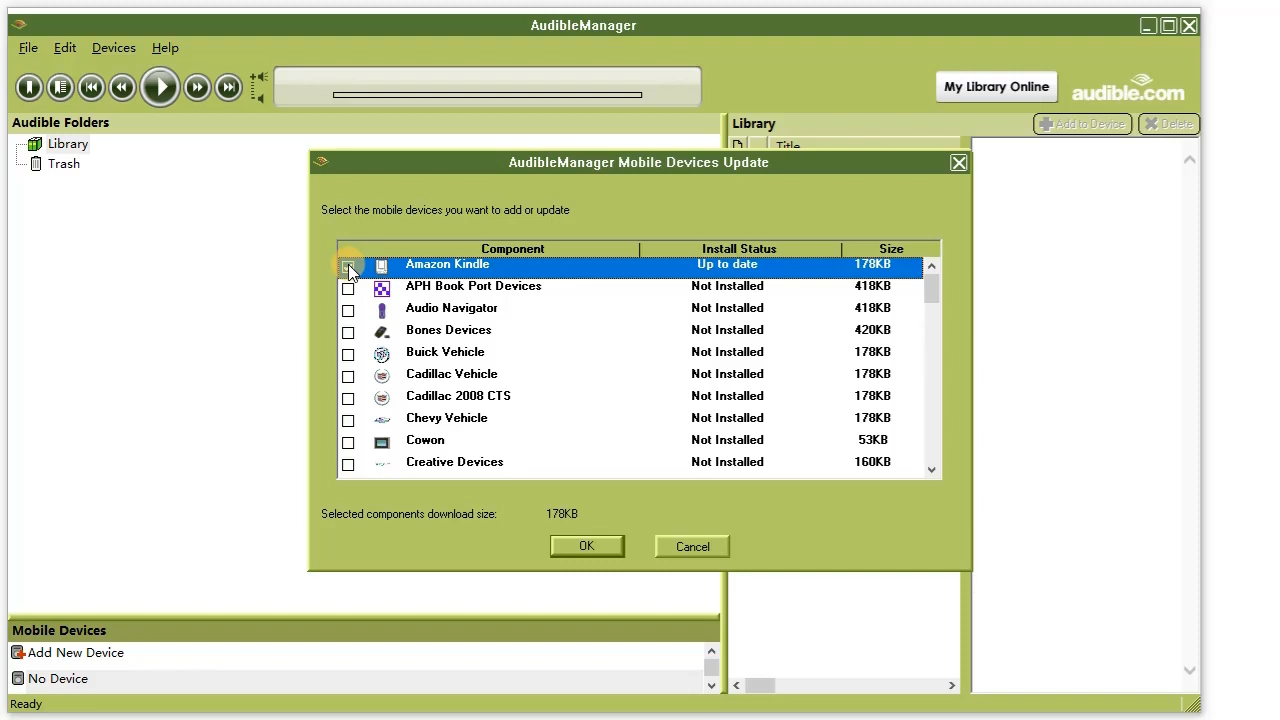 AudibleManager
File Edit Devices Help
My Library Online
audible.com
Audible Folders
Library
Add to Device
Delete
Library
Trash
Title
AudibleManager Mobile Devices Update
Select the mobile devices you want to add or update
Component Install Status Size
Amazon Kindle Up to date 178KB
APH Book Port Devices Not Installed 418KB
Audio Navigator Not Installed 418KB
Bones Devices Not Installed 420KB
Buick Vehicle Not Installed 178KB
Cadillac Vehicle Not Installed 178KB
Cadillac 2008 CTS Not Installed 178KB
Chevy Vehicle Not Installed 178KB
Cowon Not Installed 53KB
Creative Devices Not Installed 160KB
Selected components download size: 178KB
OK Cancel
Mobile Devices
Add New Device
No Device
Ready